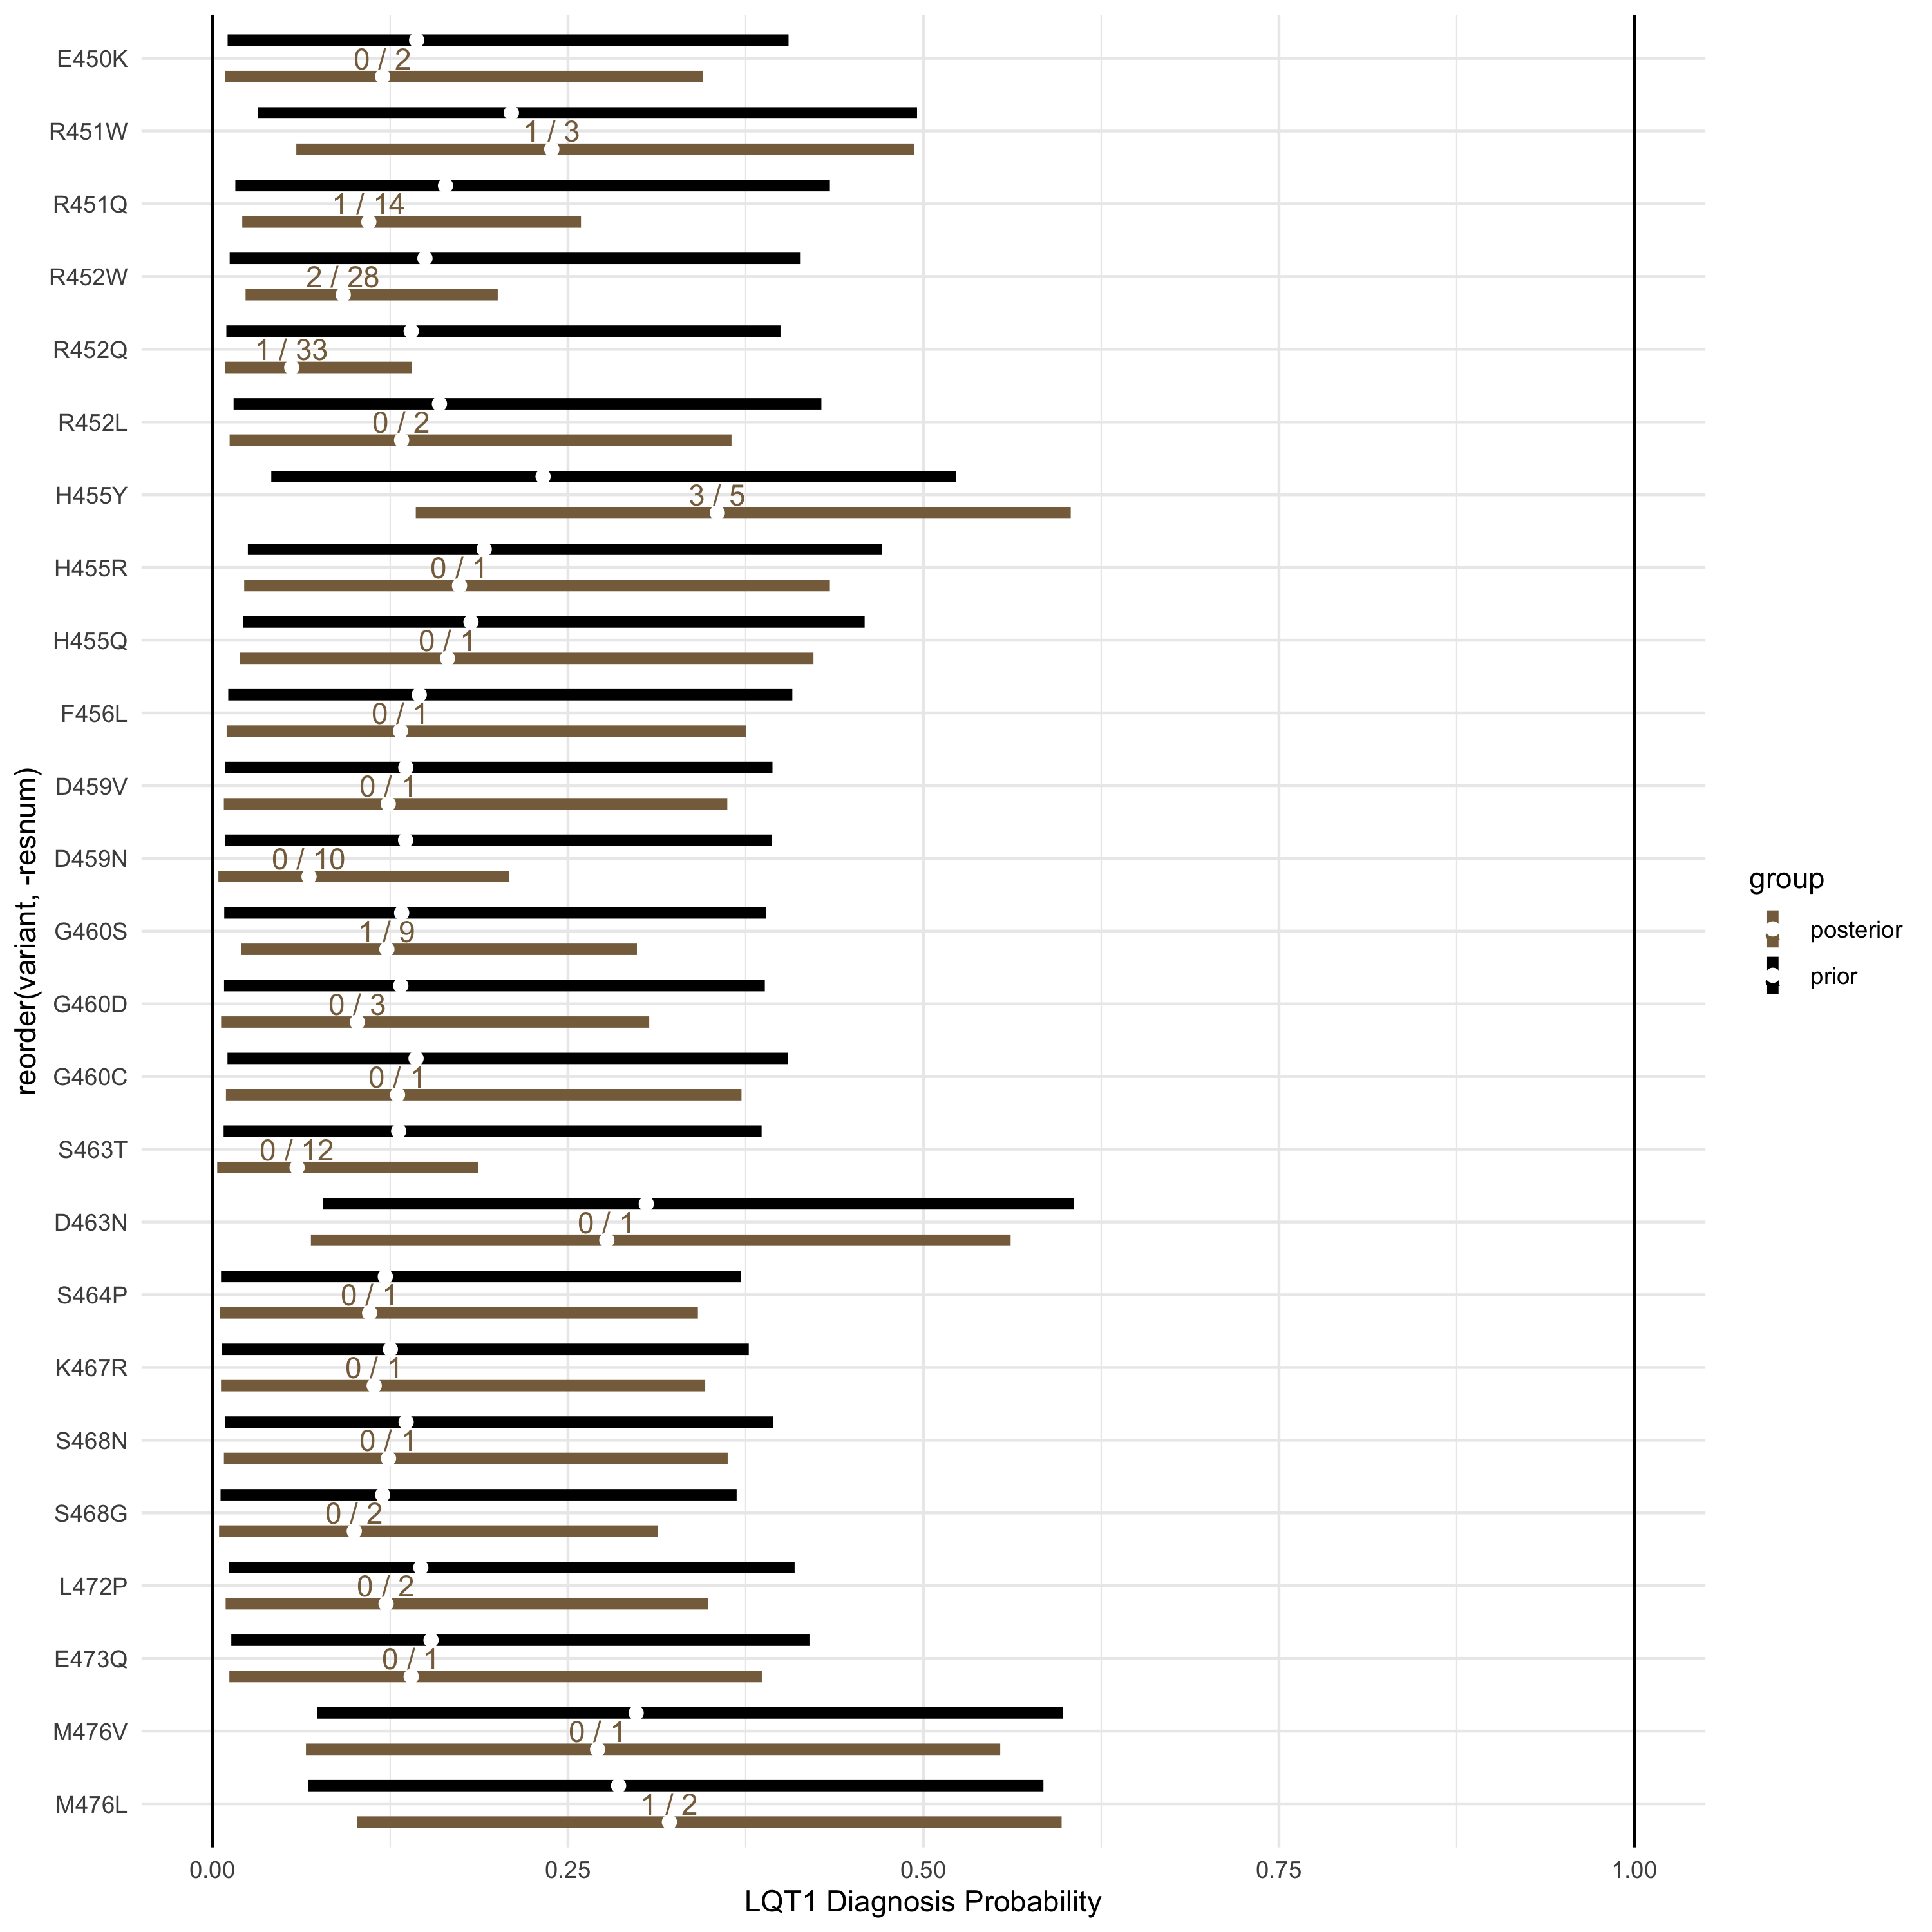 E450K
0 / 2
R451W
1 / 3
R451Q
1 / 14
R452W
2 / 28
R452Q
1 / 33
R452L
0 / 2
H455Y
3 / 5
H455R
0 / 1
H455Q
0 / 1
F456L
0 / 1
D459V
0 / 1
D459N
0 / 10
G460S
1 / 9
G460D
0 / 3
G460C
0 / 1
S463T
0 / 12
D463N
0 / 1
S464P
0 / 1
K467R
0 / 1
S468N
0 / 1
S468G
0 / 2
L472P
0 / 2
E473Q
0 / 1
M476V
0 / 1
M476L
1 / 2
reorder(variant, -resnum)
0.00 0.25 0.50 0.75 1.00
LQT1 Diagnosis Probability
group
posterior
prior